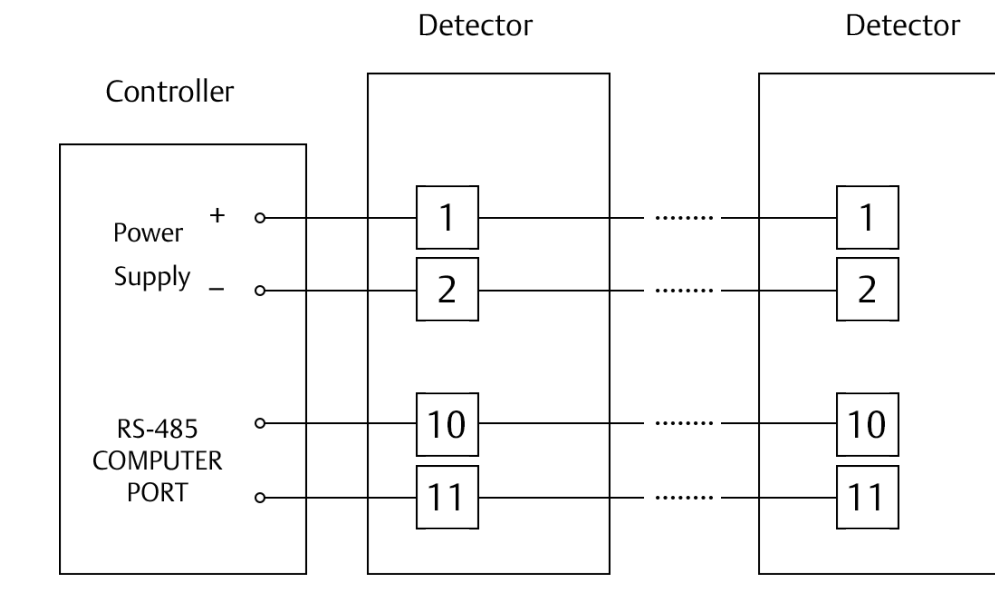 Detector
Detector
Controller
Power
Supply
+
−
1
2
1
2
RS-485
COMPUTER
PORT
10
11
10
11